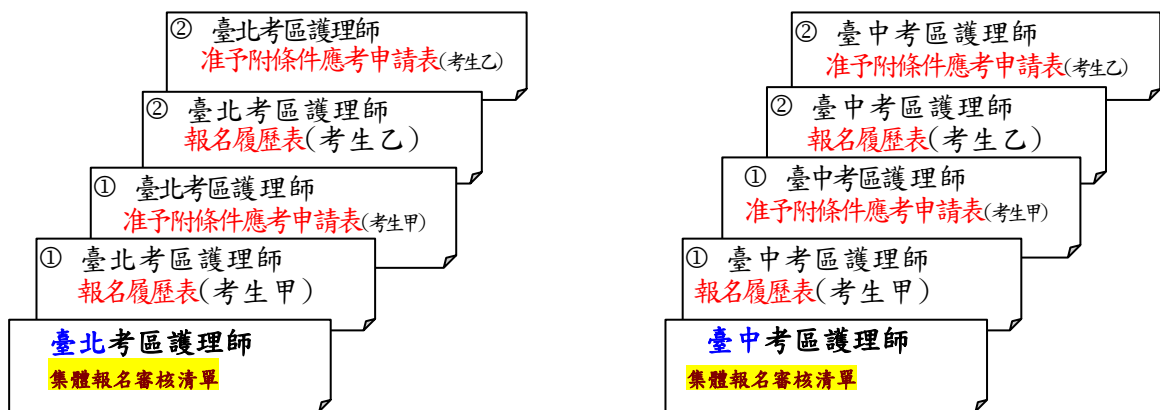 ② 臺北考區護理師
准予附條件應考申請表(考生乙)
② 臺北考區護理師
報名履歷表(考生乙)
① 臺北考區護理師
准予附條件應考申請表(考生甲)
① 臺北考區護理師
報名履歷表(考生甲)
臺北考區護理師
集體報名審核清單
② 臺中考區護理師
准予附條件應考申請表(考生乙)
② 臺中考區護理師
報名履歷表(考生乙)
① 臺中考區護理師
准予附條件應考申請表(考生甲)
① 臺中考區護理師
報名履歷表(考生甲)
臺中考區護理師
集體報名審核清單